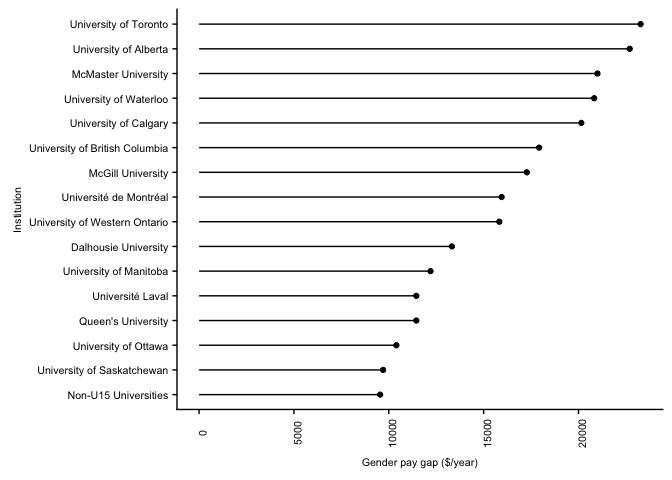 University of Toronto
University of Alberta
McMaster University
University of Waterloo
University of Calgary
University of British Columbia
McGill University
Université de Montréal
University of Western Ontario
Dalhousie University
University of Manitoba
Université Laval
Queen's University
University of Ottawa
University of Saskatchewan
Non-U15 Universities
Institution
0
5000
10000
15000
20000
Gender pay gap ($/year)